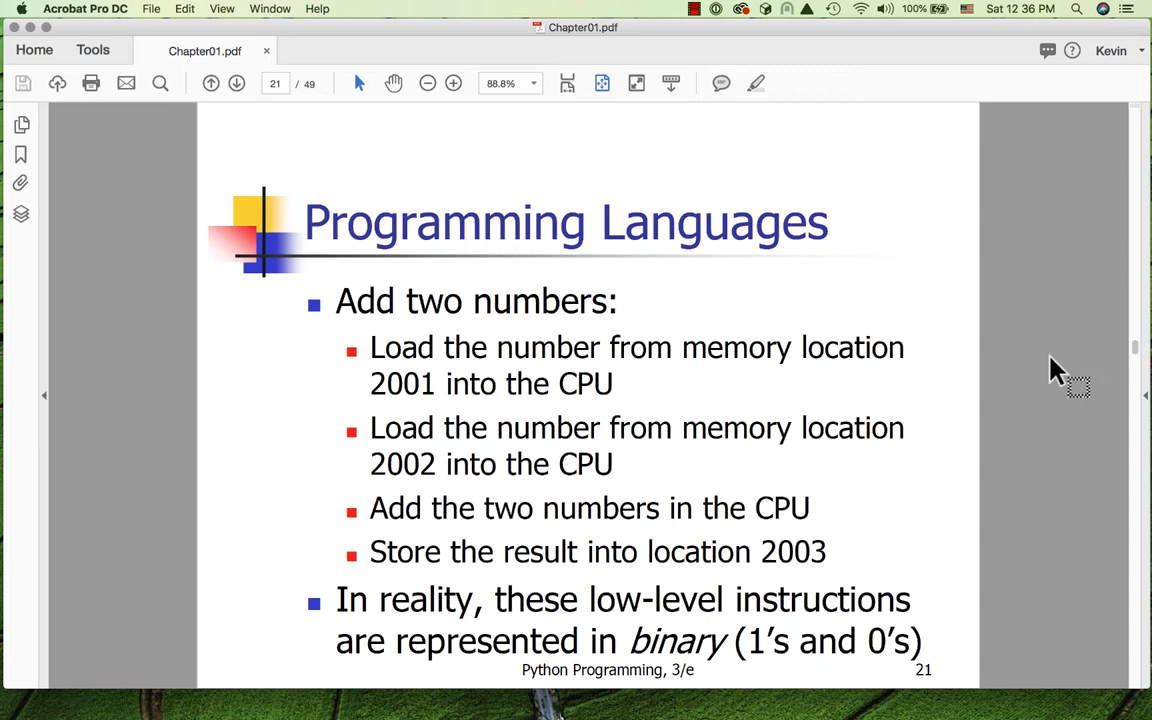 Acrobat Pro DC File Edit View Window Help 100% Sat 12:36 PM
Chapter01.pdf
Home Tools Chapter01.pdf × Kevin
21 / 49 88.8%
Programming Languages
Add two numbers:
Load the number from memory location
2001 into the CPU
Load the number from memory location
2002 into the CPU
Add the two numbers in the CPU
Store the result into location 2003
In reality, these low-level instructions
are represented in binary (1’s and 0’s)
Python Programming, 3/e 21